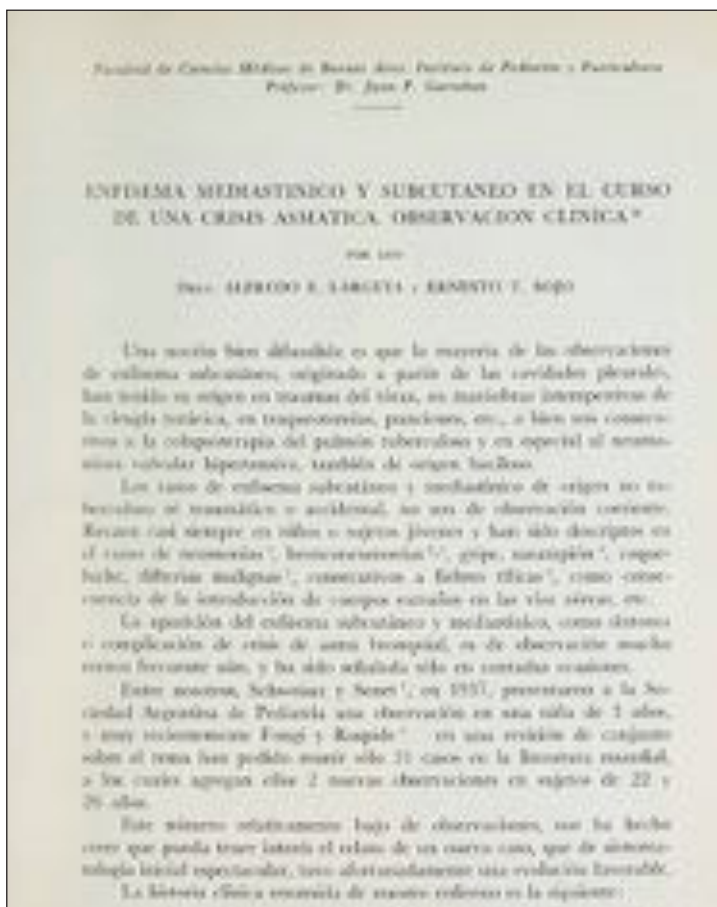 Facultad de Ciencias Médicas de Buenos Aires. Instituto de Pediatría y Puericultura
Profesor: Dr. Juan P. Garrahan
ENFISEMA MEDIASTINICO Y SUBCUTANEO EN EL CURSO
DE UNA CRISIS ASMATICA. OBSERVACION CLINICA *
POR LOS
Dres. ALFREDO E. LARGUIA y ERNESTO T. SOJO
Una noción bien difundida es que la mayoría de las observaciones
de enfisema subcutáneo, originado a partir de las cavidades pleurales,
han tenido su origen en traumas del tórax, en maniobras
la cirugía torácica, en traqueotomías, punciones, etc., o bien son consecu-
tivos a la colapsoterapia del pulmón tuberculoso y en especial al neumo-
tórax valvular hipertensivo, también de origen baciloso.
Los casos de enfisema subcutáneo y mediastínico de origen no tu-
berculoso ni traumático o accidental, no son de observación corriente.
Recaen casi siempre en niños o sujetos jóvenes y han sido descriptos en
el curso de neumonías, bronconeumonías, gripe, sarampión, coque-
luche, difterias malignas, consecutivos a fiebres tíficas, como conse-
cuencia de la introducción de cuerpos extraños en las vías aéreas, etc.
La aparición del enfisema subcutáneo y mediastínico, como síntoma
o complicación de crisis de asma bronquial, es de observación mucho
menos frecuente aún, y ha sido señalada sólo en contadas ocasiones.
Entre nosotros, y Senet, en 1937, presentaron a la So-
ciedad Argentina de Pediatría una observación en una niña de 3 años,
y muy recientemente Fongi y en una revisión de conjunto
sobre el tema han podido reunir sólo 31 casos en la literatura mundial,
a los cuales agregan ellos 2 nuevas observaciones en sujetos de 22 y
26 años.
Este número relativamente bajo de observaciones, nos ha hecho
creer que pueda tener interés el relato de un nuevo caso, que de sintoma-
tología inicial espectacular, tuvo afortunadamente una evolución favorable.
La historia clínica resumida de nuestro enfermo es la siguiente: